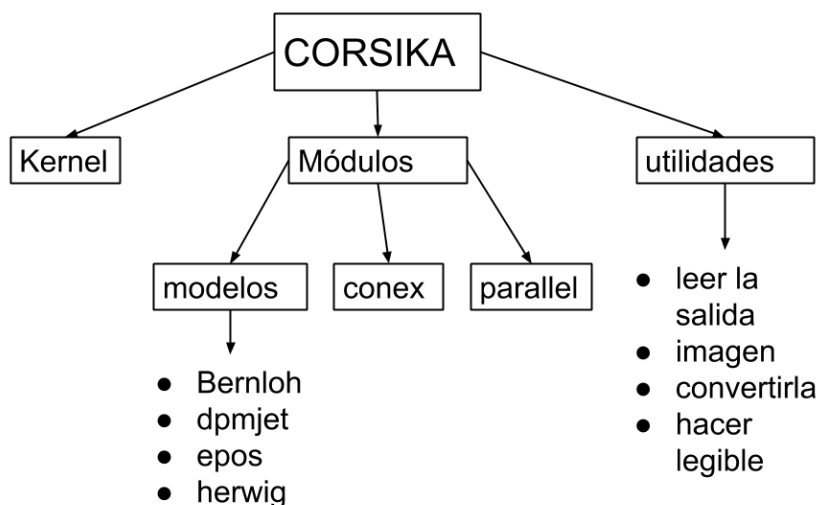 CORSIKA
Kernel
Módulos
utilidades
modelos
conex
parallel
● leer la
salida
● imagen
● convertirla
● hacer
legible
● Bernloh
● dpmjet
● epos
● herwig